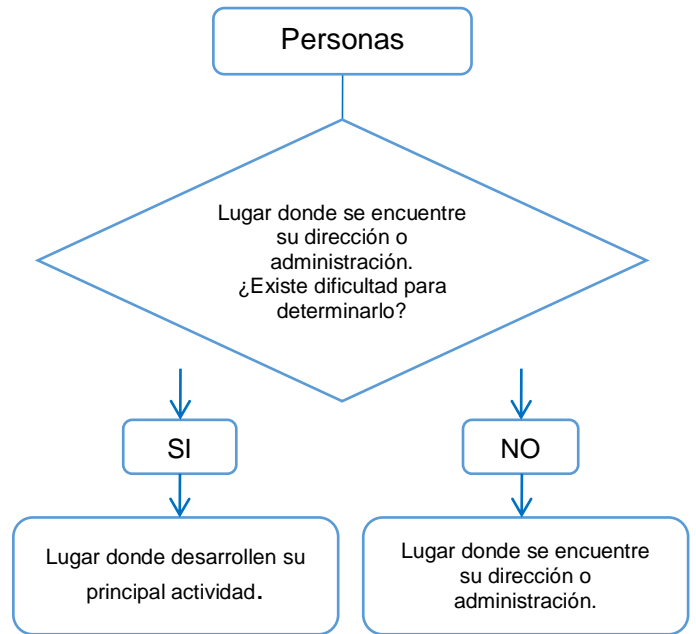 Personas
Lugar donde se encuentre
su dirección o
administración.
¿Existe dificultad para
determinarlo?
SI
NO
Lugar donde desarrollen su
principal actividad.
Lugar donde se encuentre
su dirección o
administración.